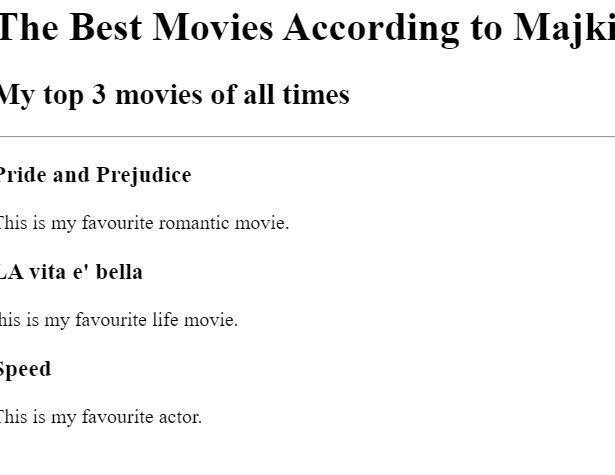 The Best Movies According to Majki
My top 3 movies of all times
Pride and Prejudice
This is my favourite romantic movie.
LA vita e' bella
this is my favourite life movie.
Speed
This is my favourite actor.